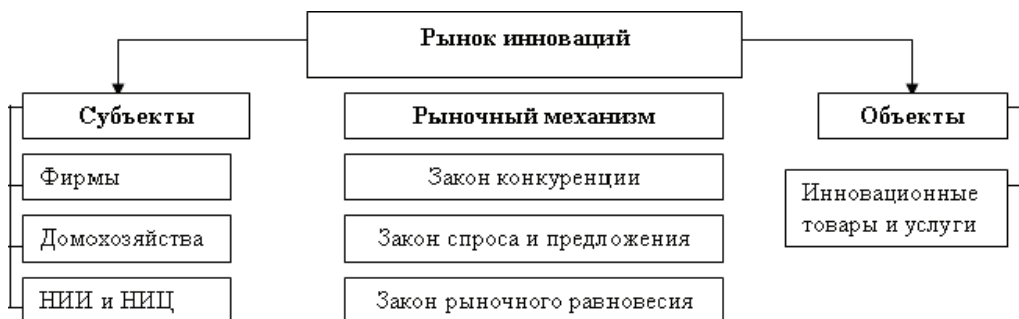 Рынок инноваций
Субъекты
Рыночный механизм
Объекты
Фирмы
Закон конкуренции
Инновационные
товары и услуги
Домохозяйства
Закон спроса и предложения
НИИ и НИЦ
Закон рыночного равновесия